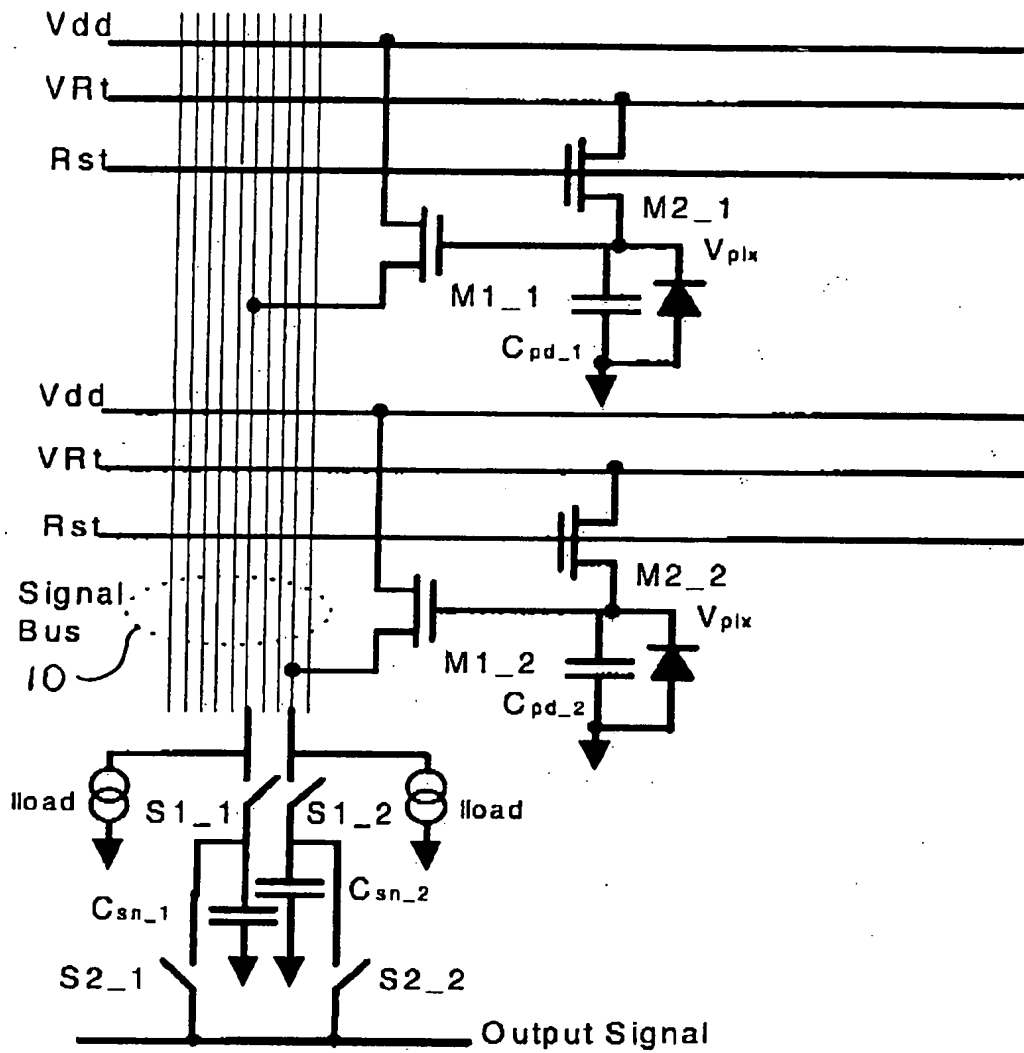 Vdd
VRt
Rst
M2_1
Vpix
M1_1
Cpd_1
Vdd
VRt
Rst
M2_2
Signal
Bus
Vpix
M1_2
10
Cpd_2
Iload
S1_1
S1_2
Iload
Csn_1
Csn_2
S2_1
S2_2
Output Signal